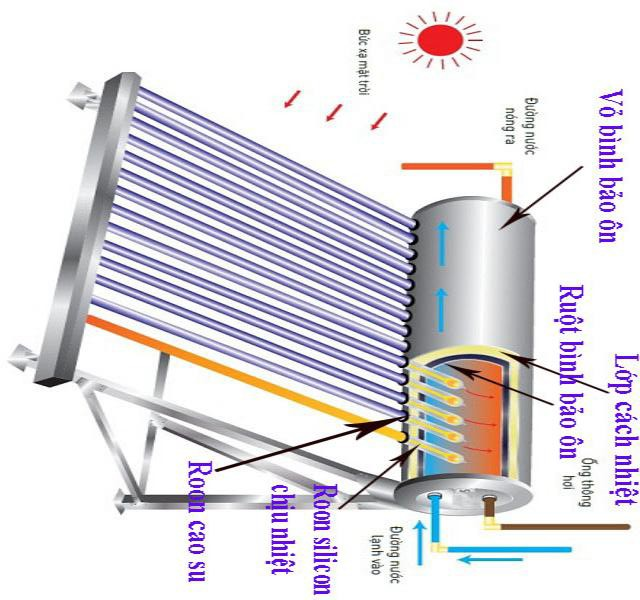 Vỏ bình bảo ôn
Đường nước
nóng ra
Bức xạ mặt trời
Lớp cách nhiệt
Ruột bình bảo ôn
Ống thông
hơi
Đường nước
lạnh vào
Roon silicon
chịu nhiệt
Roon cao su